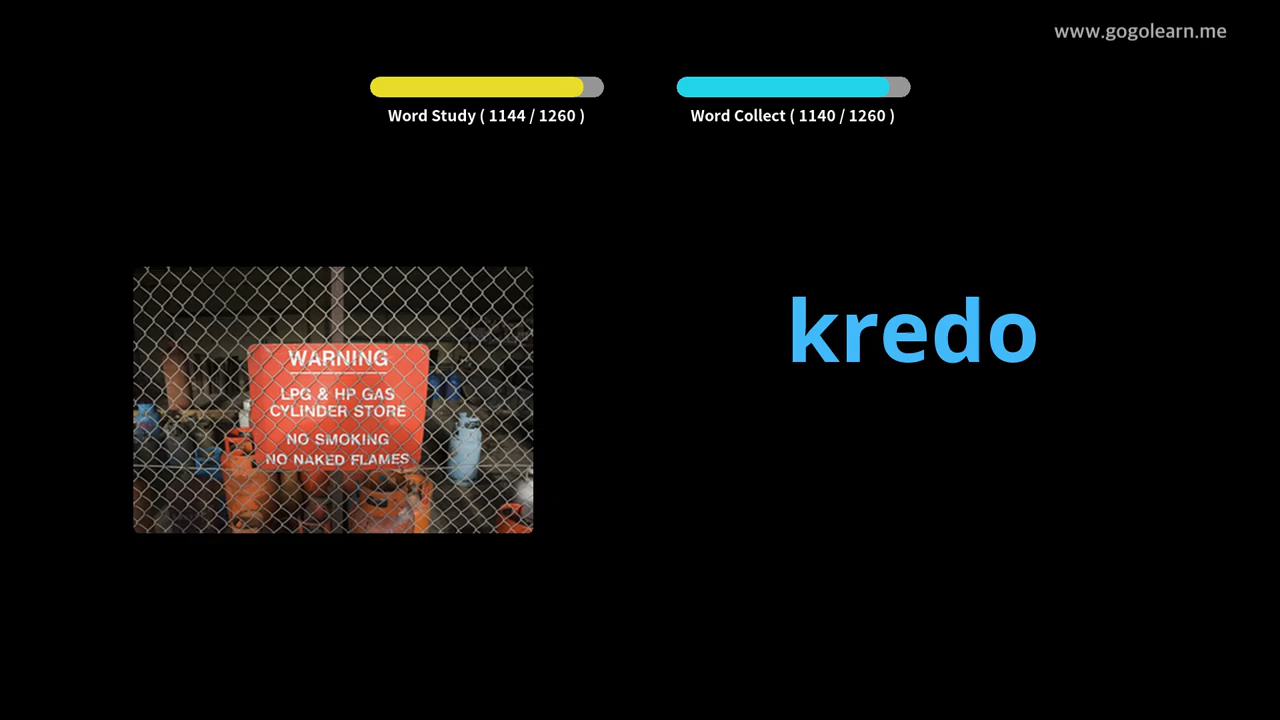 www.gogolearn.me
Word Study ( 1144 / 1260 )
Word Collect ( 1140 / 1260 )
WARNING
LPG & HP GAS
CYLINDER STORE
NO SMOKING
NO NAKED FLAMES
kredo